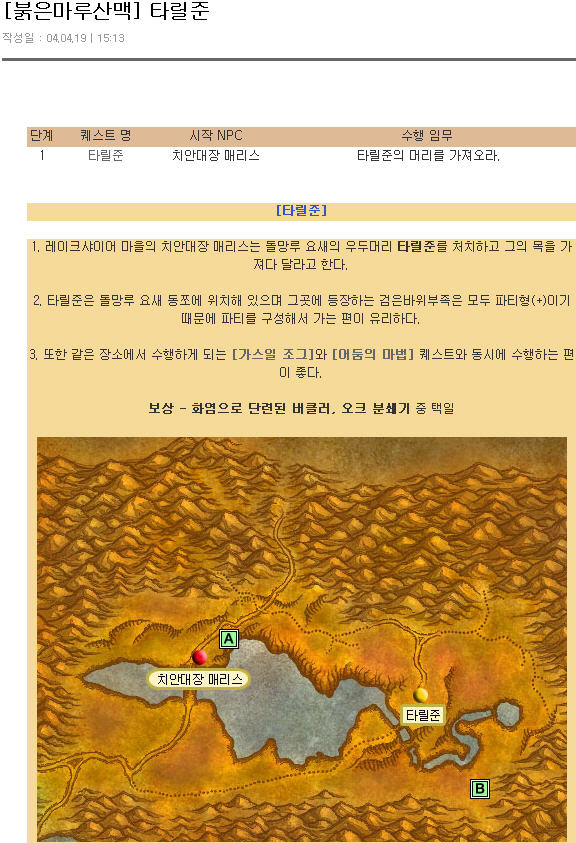 [붉은마루산맥] 타릴준
작성일 : 04.04.19 | 15:13
단계 퀘스트 명 시작 NPC 수행 임무
1 타릴준 치안대장 매리스 타릴준의 머리를 가져오라.
[타릴준]
1. 레이크샤이어 마을의 치안대장 매리스는 돌망루 요새의 우두머리 타릴준를 처치하고 그의 목을 가
져다 달라고 한다.
2. 타릴준은 돌망루 요새 동쪼에 위치해 있으며 그곳에 등장하는 검은바위부족은 모두 파티형(+)이기
때문에 파티를 구성해서 가는 편이 유리하다.
3. 또한 같은 장소에서 수행하게 되는 [가스일 조그]와 [어둠의 마법] 퀘스트와 동시에 수행하는 편
이 좋다.
보상 - 화염으로 단련된 버클러, 오크 분쇄기 중 택일
A
치안대장 매리스
타릴준
B